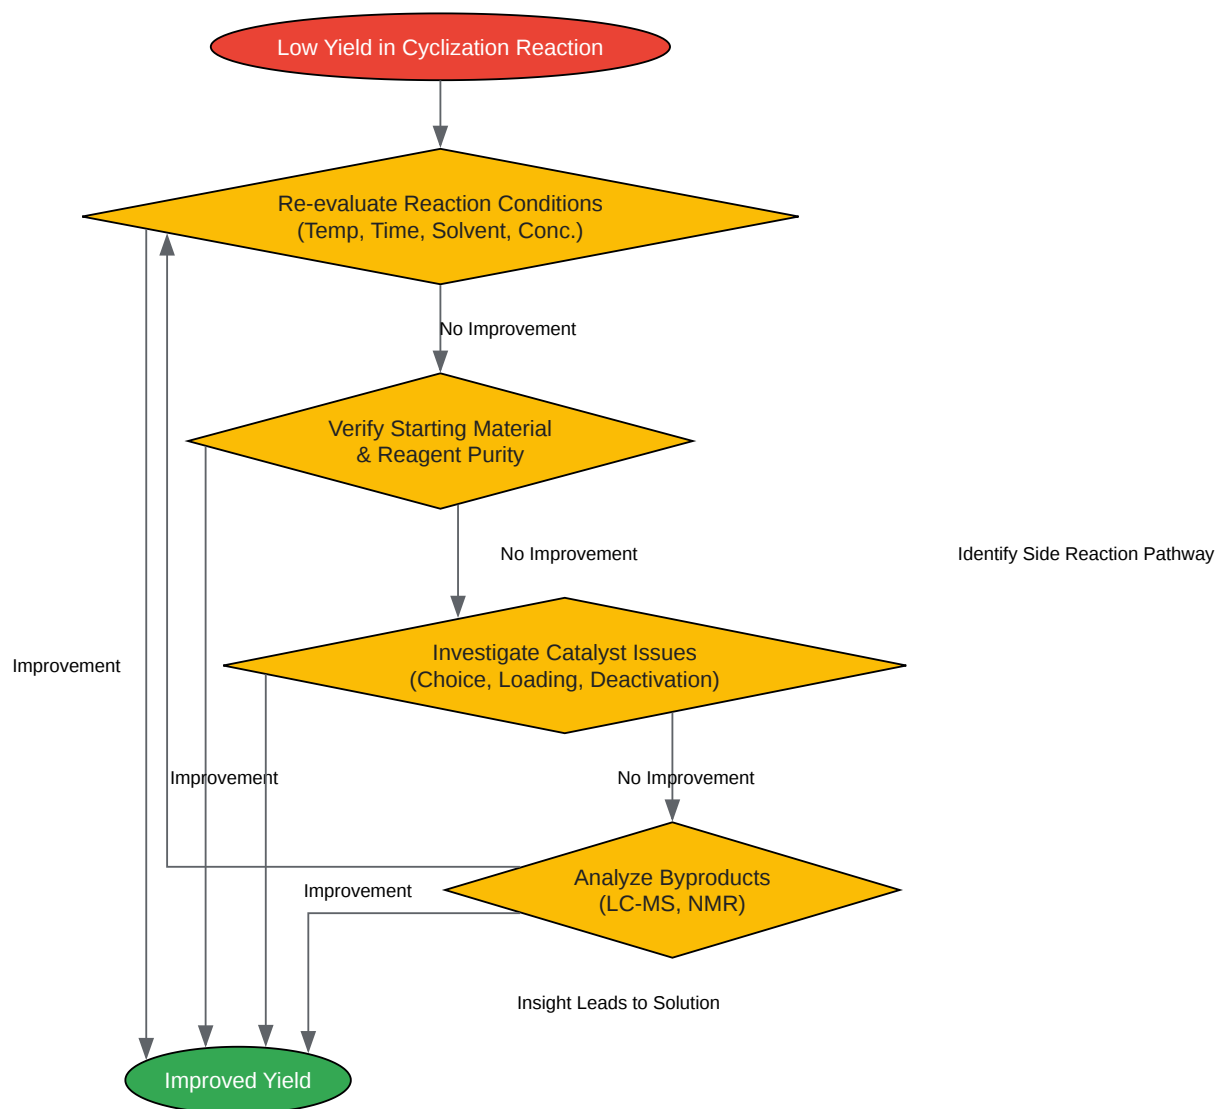 Low Yield in Cyclization Reaction
Re-evaluate Reaction Conditions
(Temp, Time, Solvent, Conc.)
No Improvement
Verify Starting Material
& Reagent Purity
No Improvement
Identify Side Reaction Pathway
Investigate Catalyst Issues
(Choice, Loading, Deactivation)
Improvement
Improvement
No Improvement
Analyze Byproducts
(LC-MS, NMR)
Improvement
Insight Leads to Solution
Improved Yield